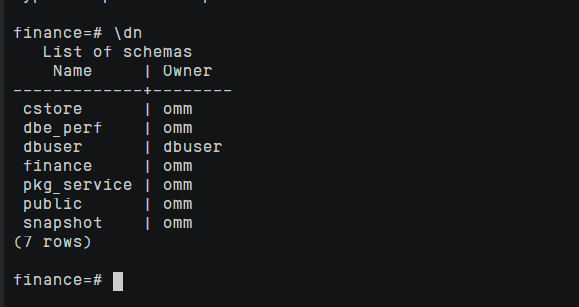 finance=# \dn
List of schemas
Name | Owner
-------------+--------
cstore | omm
dbe_perf | omm
dbuser | dbuser
finance | omm
pkg_service | omm
public | omm
snapshot | omm
(7 rows)
finance=#